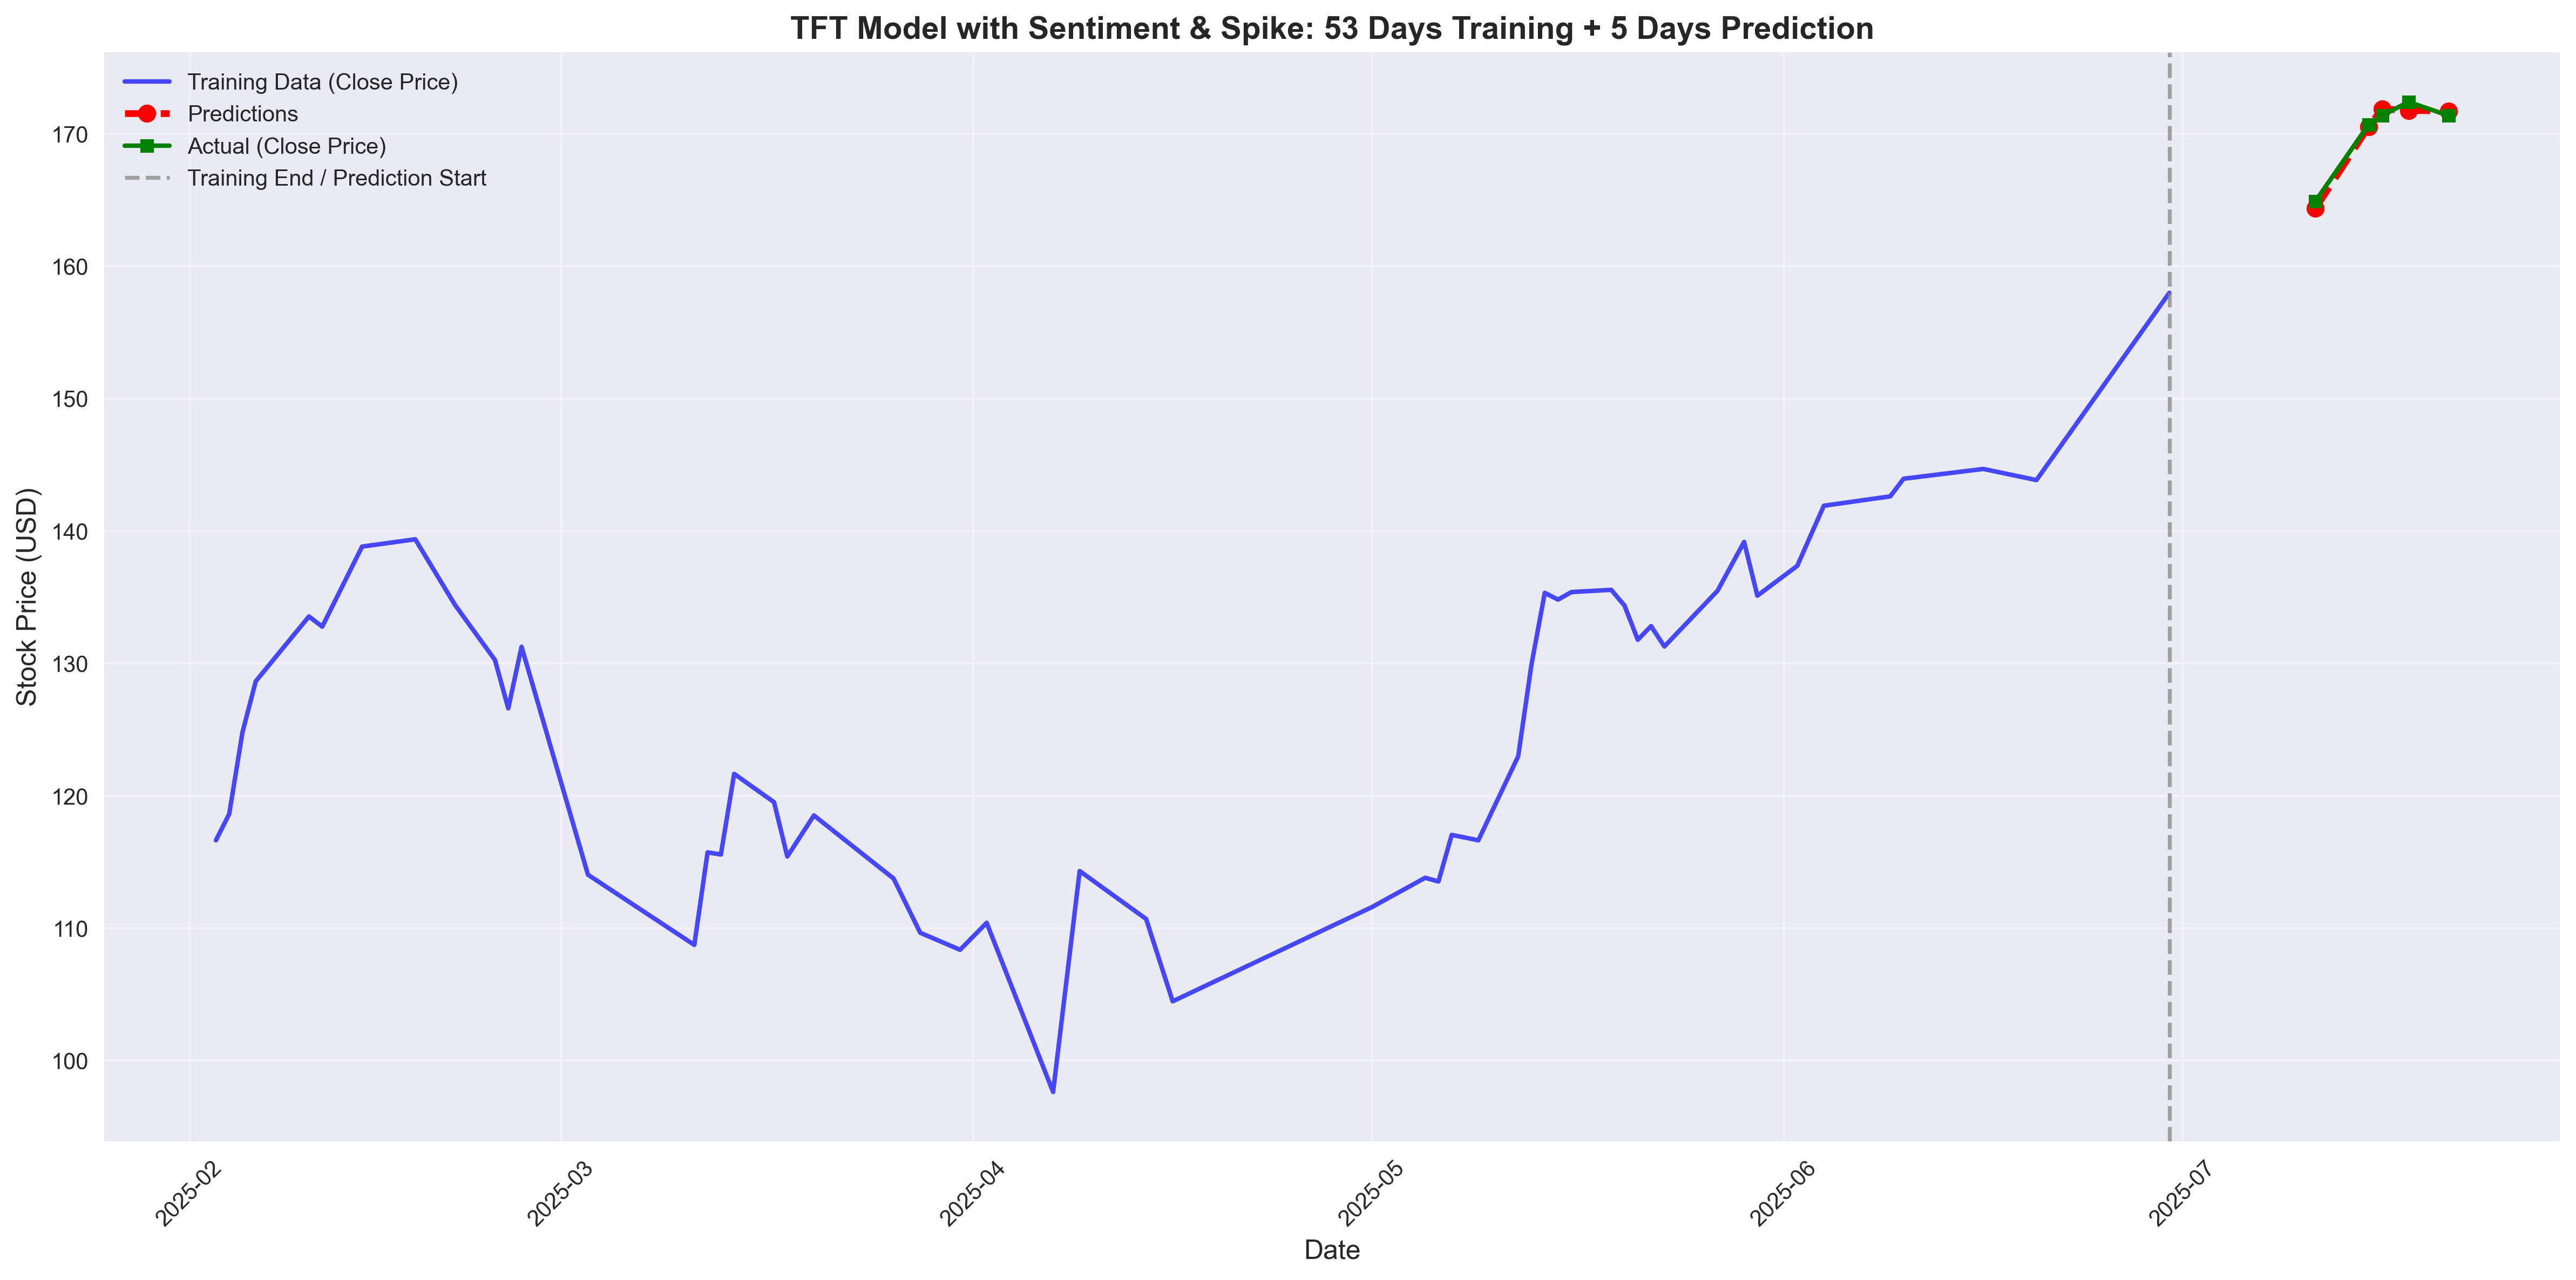 TFT Model with Sentiment & Spike: 53 Days Training + 5 Days Prediction
Training Data (Close Price)
Predictions
Actual (Close Price)
Training End / Prediction Start
Stock Price (USD)
170
160
150
140
130
120
110
100
2025-02
2025-03
2025-04
2025-05
2025-06
2025-07
Date